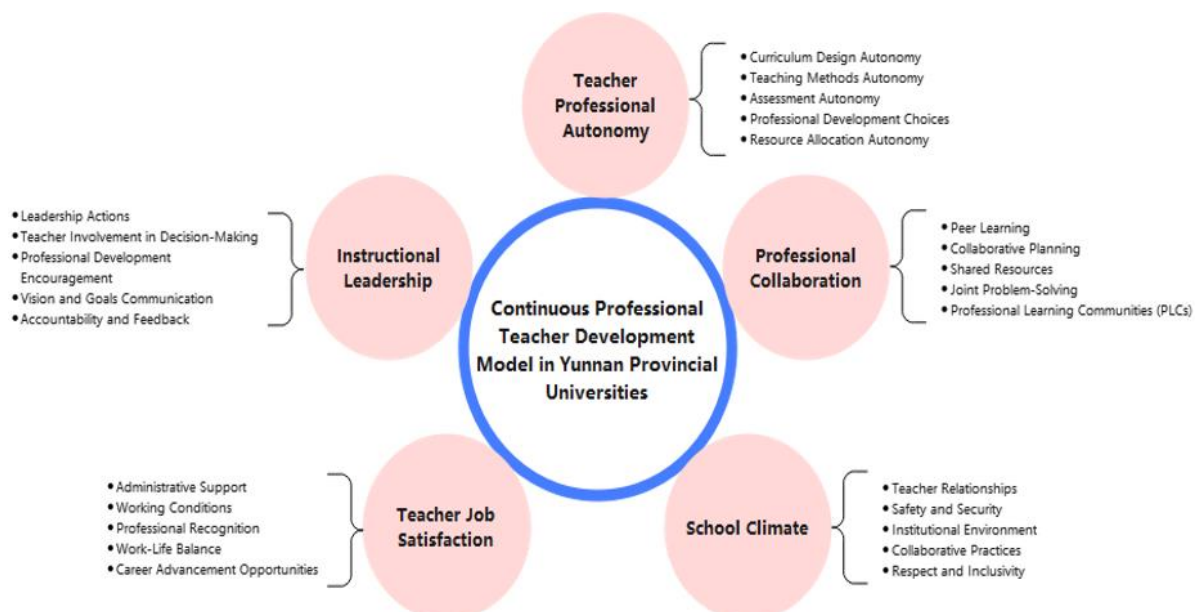 Teacher
Professional
Autonomy
• Curriculum Design Autonomy
• Teaching Methods Autonomy
• Assessment Autonomy
• Professional Development Choices
• Resource Allocation Autonomy
• Leadership Actions
• Teacher Involvement in Decision-Making
• Professional Development
Encouragement
• Vision and Goals Communication
• Accountability and Feedback
Instructional
Leadership
Professional
Collaboration
• Peer Learning
• Collaborative Planning
• Shared Resources
• Joint Problem-Solving
• Professional Learning Communities (PLCs)
Continuous Professional
Teacher Development
Model in Yunnan Provincial
Universities
• Administrative Support
• Working Conditions
• Professional Recognition
• Work-Life Balance
• Career Advancement Opportunities
Teacher Job
Satisfaction
School Climate
• Teacher Relationships
• Safety and Security
• Institutional Environment
• Collaborative Practices
• Respect and Inclusivity